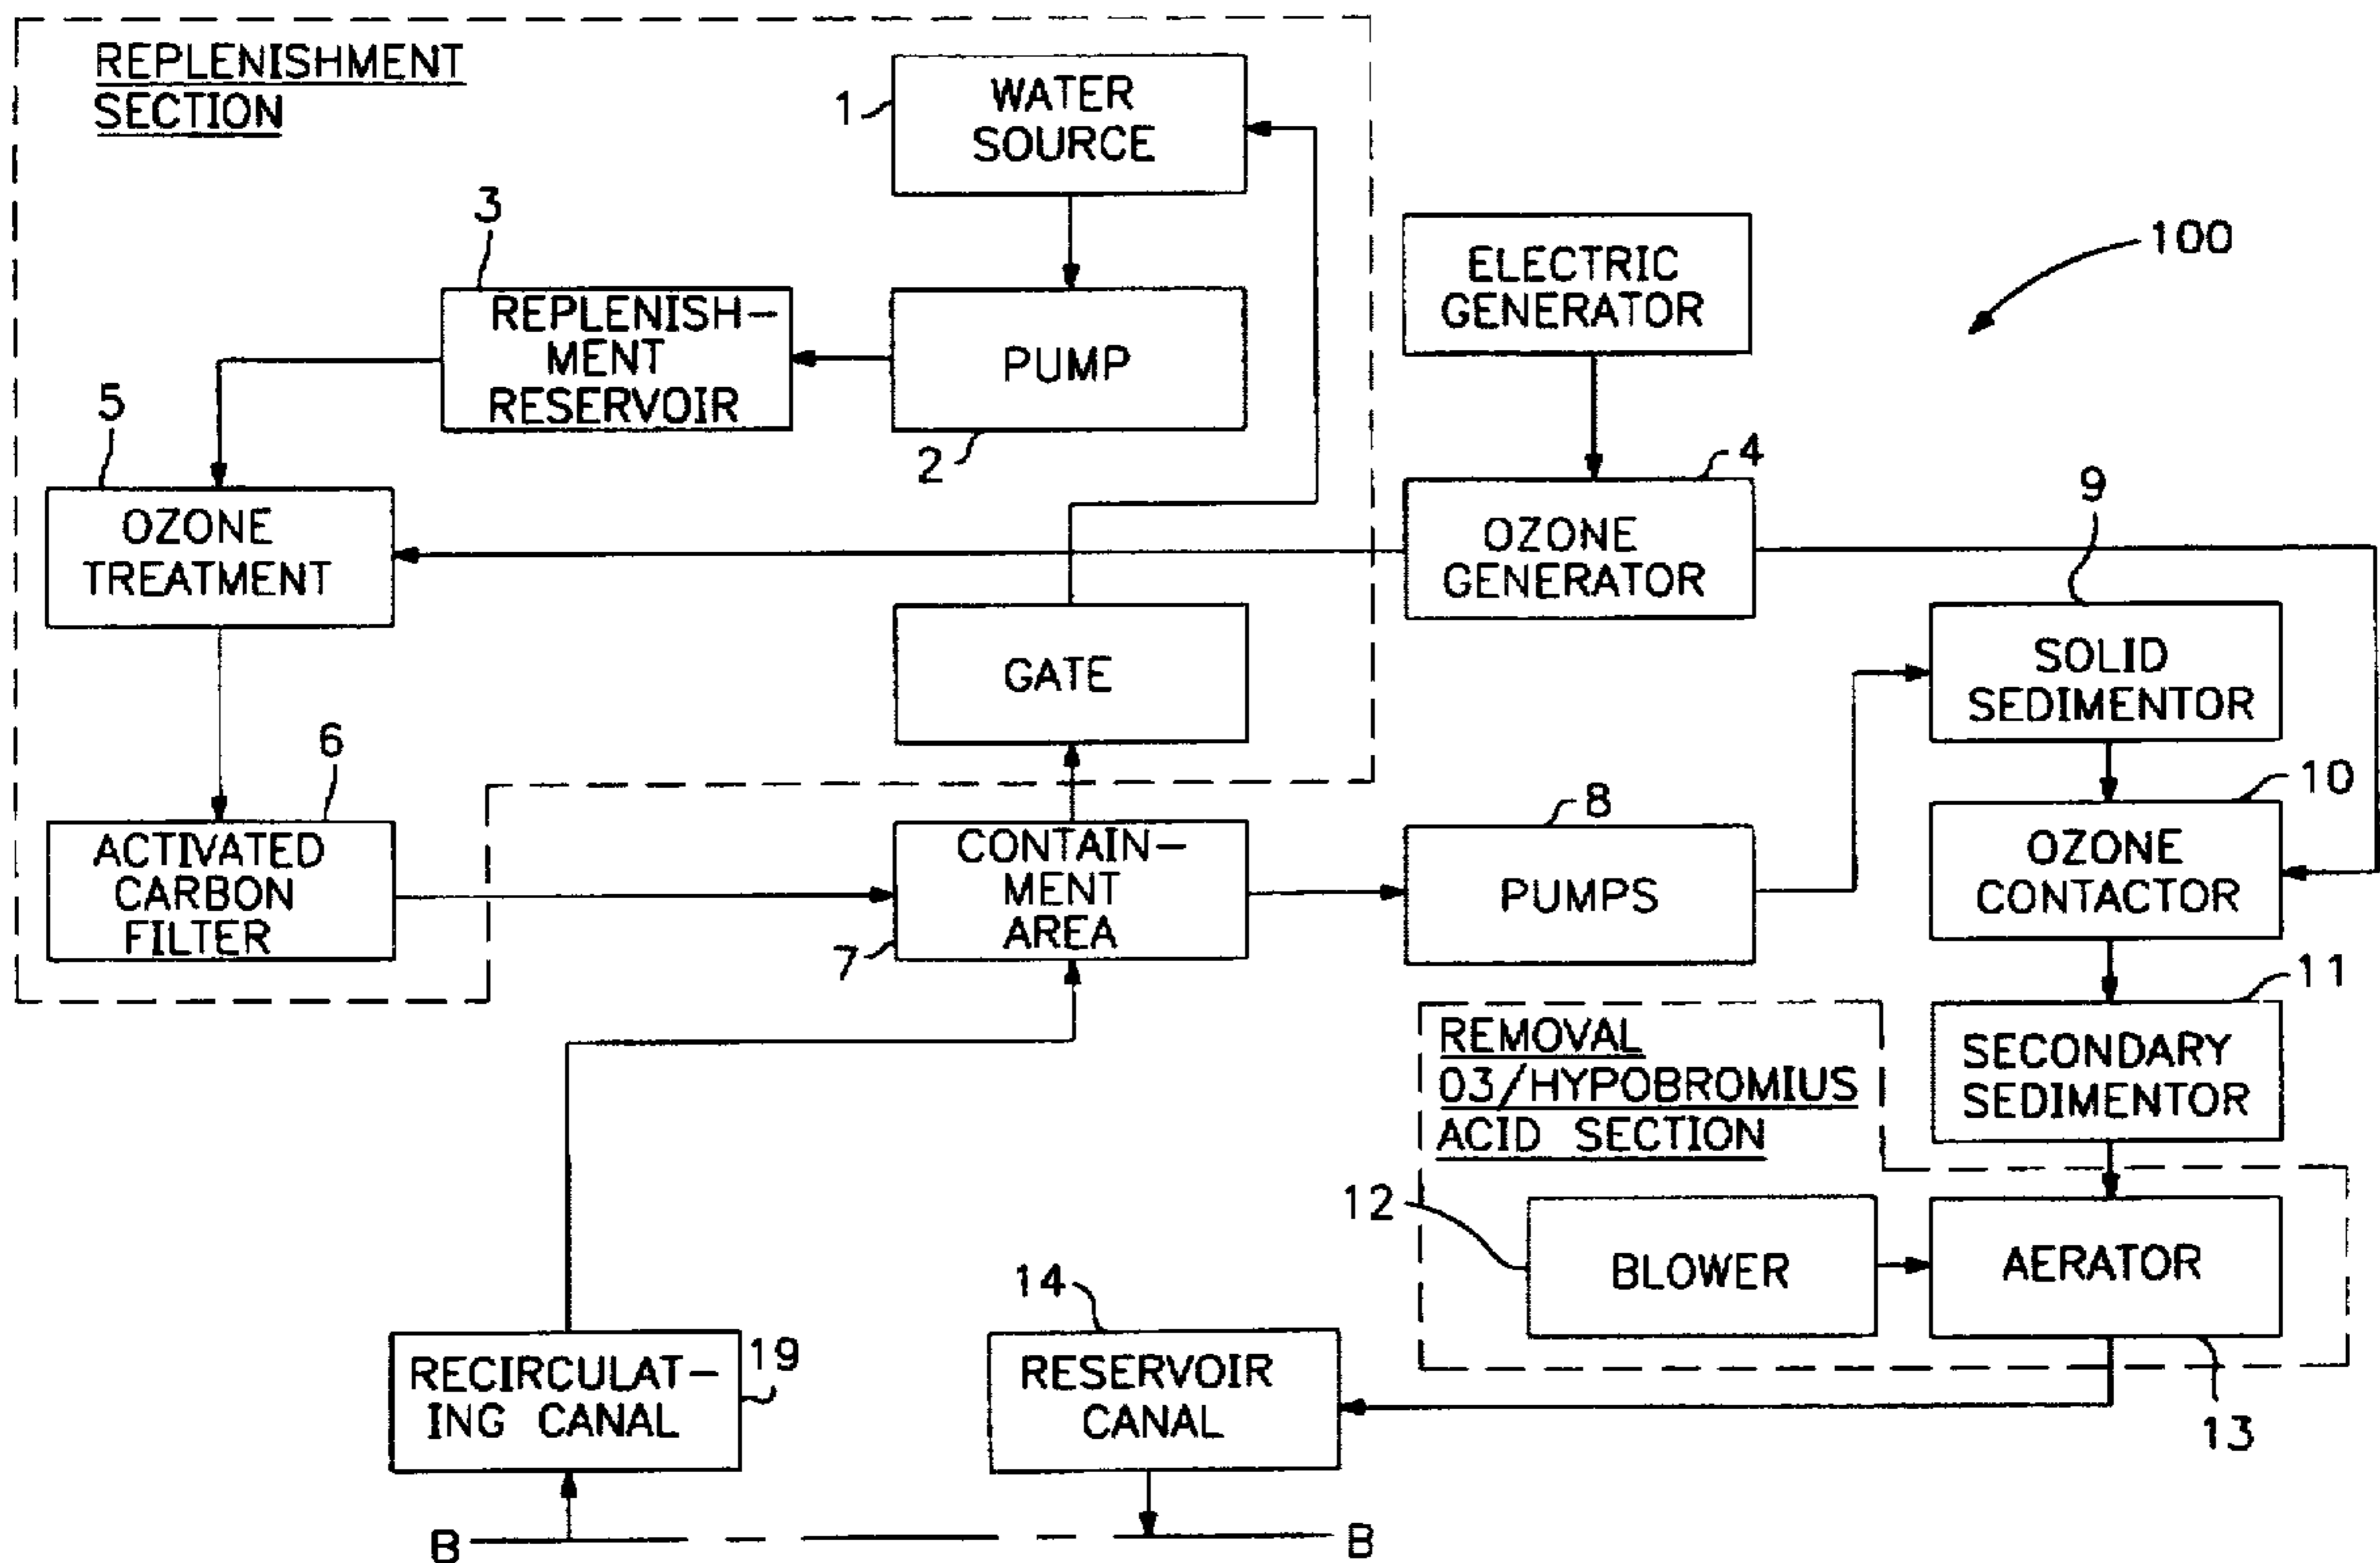 REPLENISHMENT
SECTION
1
WATER
SOURCE
3
REPLENISH-
MENT
RESERVOIR
PUMP
2
ELECTRIC
GENERATOR
100
5
OZONE
TREATMENT
4
OZONE
GENERATOR
9
SOLID
SEDIMENTOR
GATE
6
ACTIVATED
CARBON
FILTER
CONTAIN-
MENT
AREA
7
8
PUMPS
10
OZONE
CONTACTOR
11
SECONDARY
SEDIMENTOR
REMOVAL
03/HYPOBROMIUS
ACID SECTION
12
BLOWER
AERATOR
13
14
RESERVOIR
CANAL
RECIRCULAT-
ING CANAL
19
B
B